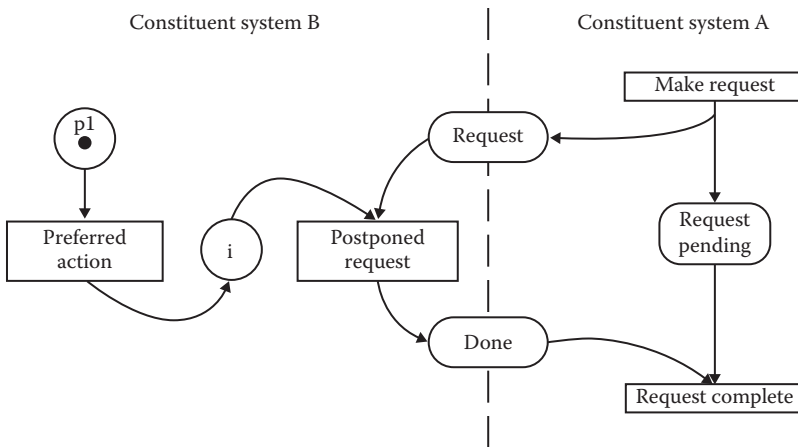 Constituent system B
Constituent system A
Make request
p1
Request
Preferred
action
i
Postponed
request
Request
pending
Done
Request complete